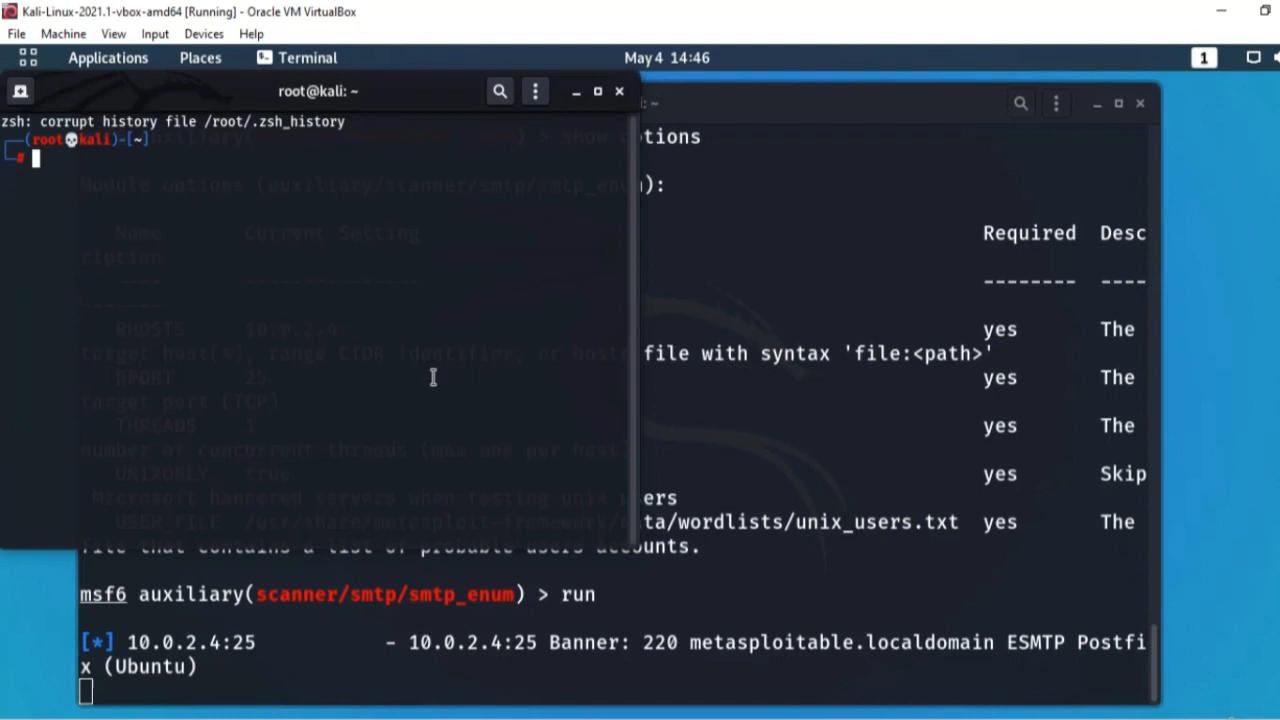 Kali-Linux-2021.1-vbox-amd64 [Running] - Oracle VM VirtualBox
File Machine View Input Devices Help
Applications Places Terminal May 4 14:46 1
root@kali: ~
: ~
zsh: corrupt history file /root/.zsh_history
(root💀kali)-[~]
#
) > show options
Module options (auxiliary/scanner/smtp/smtp_enum):
Name Current Setting Required Desc
ription
---- --------------- -------- ----
-------
RHOSTS 10.0.2.4 yes The
target host(s), range CIDR identifier, or hosts file with syntax 'file:<path>'
RPORT 25 yes The
target port (TCP)
THREADS 1 yes The
number of concurrent threads (max one per host)
UNIXONLY true yes Skip
Microsoft bannered servers when testing unix users
USER_FILE /usr/share/metasploit-framework/data/wordlists/unix_users.txt yes The
file that contains a list of probable users accounts.
msf6 auxiliary(scanner/smtp/smtp_enum) > run
[*] 10.0.2.4:25 - 10.0.2.4:25 Banner: 220 metasploitable.localdomain ESMTP Postfi
x (Ubuntu)